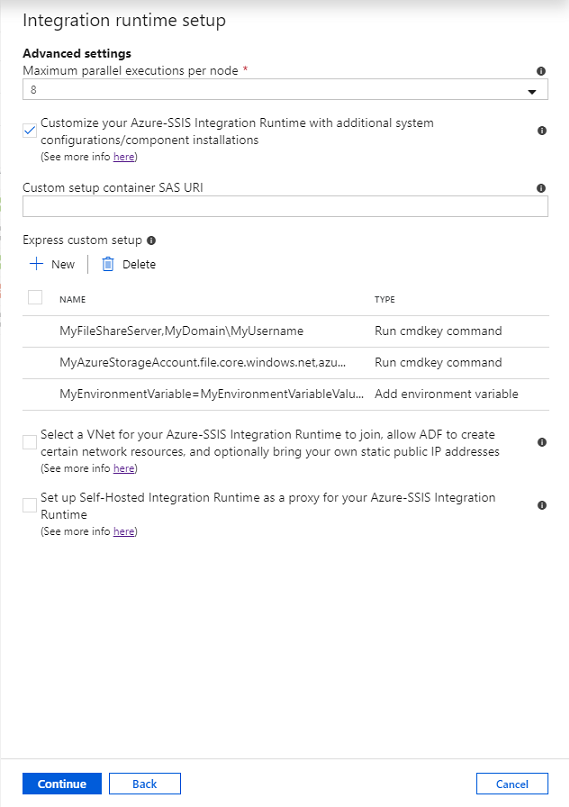 Integration runtime setup
Advanced settings
Maximum parallel executions per node *
8
Customize your Azure-SSIS Integration Runtime with additional system
configurations/component installations
(See more info here)
Custom setup container SAS URI
Express custom setup
New Delete
NAME TYPE
MyFileShareServer,MyDomain\MyUsername Run cmdkey command
MyAzureStorageAccount.file.core.windows.net,azu... Run cmdkey command
MyEnvironmentVariable=MyEnvironmentVariableValu... Add environment variable
Select a VNet for your Azure-SSIS Integration Runtime to join, allow ADF to create
certain network resources, and optionally bring your own static public IP addresses
(See more info here)
Set up Self-Hosted Integration Runtime as a proxy for your Azure-SSIS Integration
Runtime
(See more info here)
Continue Back Cancel